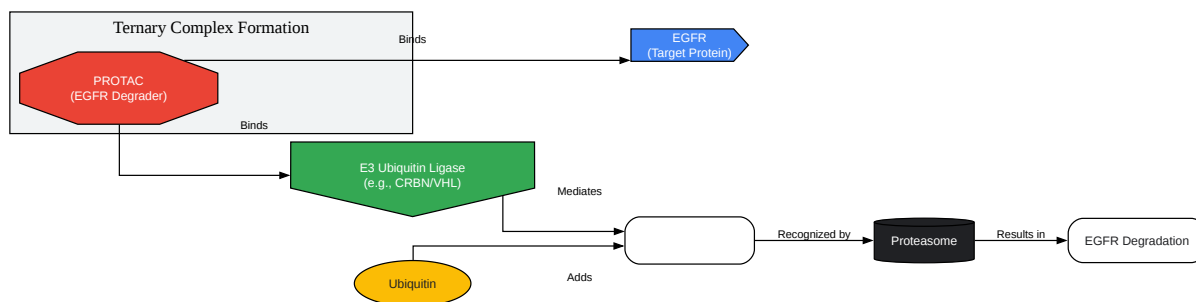 Ternary Complex Formation
Binds
EGFR
(Target Protein)
PROTAC
(EGFR Degrader)
Binds
E3 Ubiquitin Ligase
(e.g., CRBN/VHL)
Mediates
Recognized by
Proteasome
Results in
EGFR Degradation
Ubiquitin
Adds